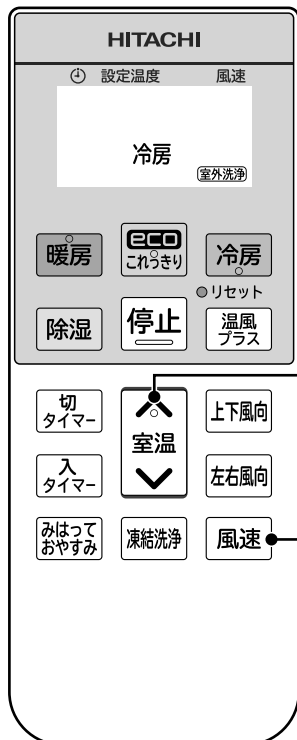 HITACHI
設定温度 風速
冷房
室外洗浄
暖房
eco
これっきり
冷房
リセット
除湿
停止
温風
プラス
切
タイマー
室温
上下風向
入
タイマー
左右風向
みはって
おやすみ
凍結洗浄
風速